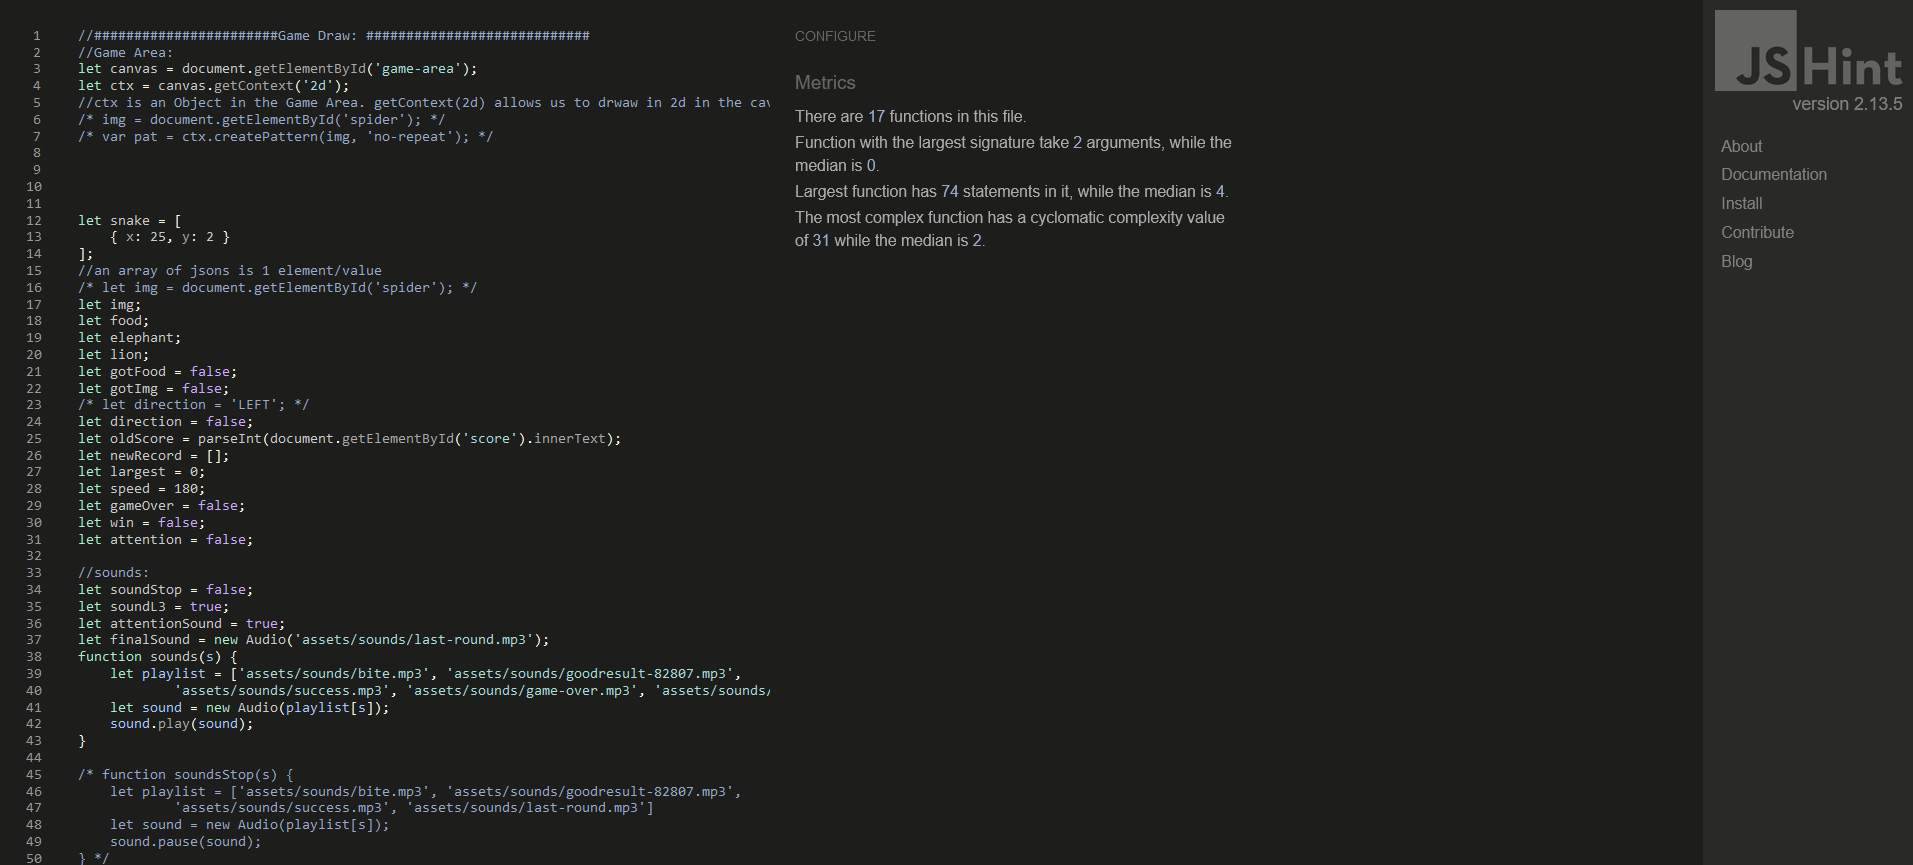 1 //#######################Game Draw: ############################
2 //Game Area:
3 let canvas = document.getElementById('game-area');
4 let ctx = canvas.getContext('2d');
5 //ctx is an Object in the Game Area. getContext(2d) allows us to drwaw in 2d in the cav
6 /* img = document.getElementById('spider'); */
7 /* var pat = ctx.createPattern(img, 'no-repeat'); */
8
9
10
11
12 let snake = [
13     { x: 25, y: 2 }
14 ];
15 //an array of jsons is 1 element/value
16 /* let img = document.getElementById('spider'); */
17 let img;
18 let food;
19 let elephant;
20 let lion;
21 let gotFood = false;
22 let gotImg = false;
23 /* let direction = 'LEFT'; */
24 let direction = false;
25 let oldScore = parseInt(document.getElementById('score').innerText);
26 let newRecord = [];
27 let largest = 0;
28 let speed = 180;
29 let gameOver = false;
30 let win = false;
31 let attention = false;
32
33 //sounds:
34 let soundStop = false;
35 let soundL3 = true;
36 let attentionSound = true;
37 let finalSound = new Audio('assets/sounds/last-round.mp3');
38 function sounds(s) {
39     let playlist = ['assets/sounds/bite.mp3', 'assets/sounds/goodresult-82807.mp3',
40             'assets/sounds/success.mp3', 'assets/sounds/game-over.mp3', 'assets/sounds/
41     let sound = new Audio(playlist[s]);
42     sound.play(sound);
43 }
44
45 /* function soundsStop(s) {
46     let playlist = ['assets/sounds/bite.mp3', 'assets/sounds/goodresult-82807.mp3',
47             'assets/sounds/success.mp3', 'assets/sounds/last-round.mp3']
48     let sound = new Audio(playlist[s]);
49     sound.pause(sound);
50 } */
CONFIGURE
Metrics
There are 17 functions in this file.
Function with the largest signature take 2 arguments, while the
median is 0.
Largest function has 74 statements in it, while the median is 4.
The most complex function has a cyclomatic complexity value
of 31 while the median is 2.
JSHint
version 2.13.5
About
Documentation
Install
Contribute
Blog